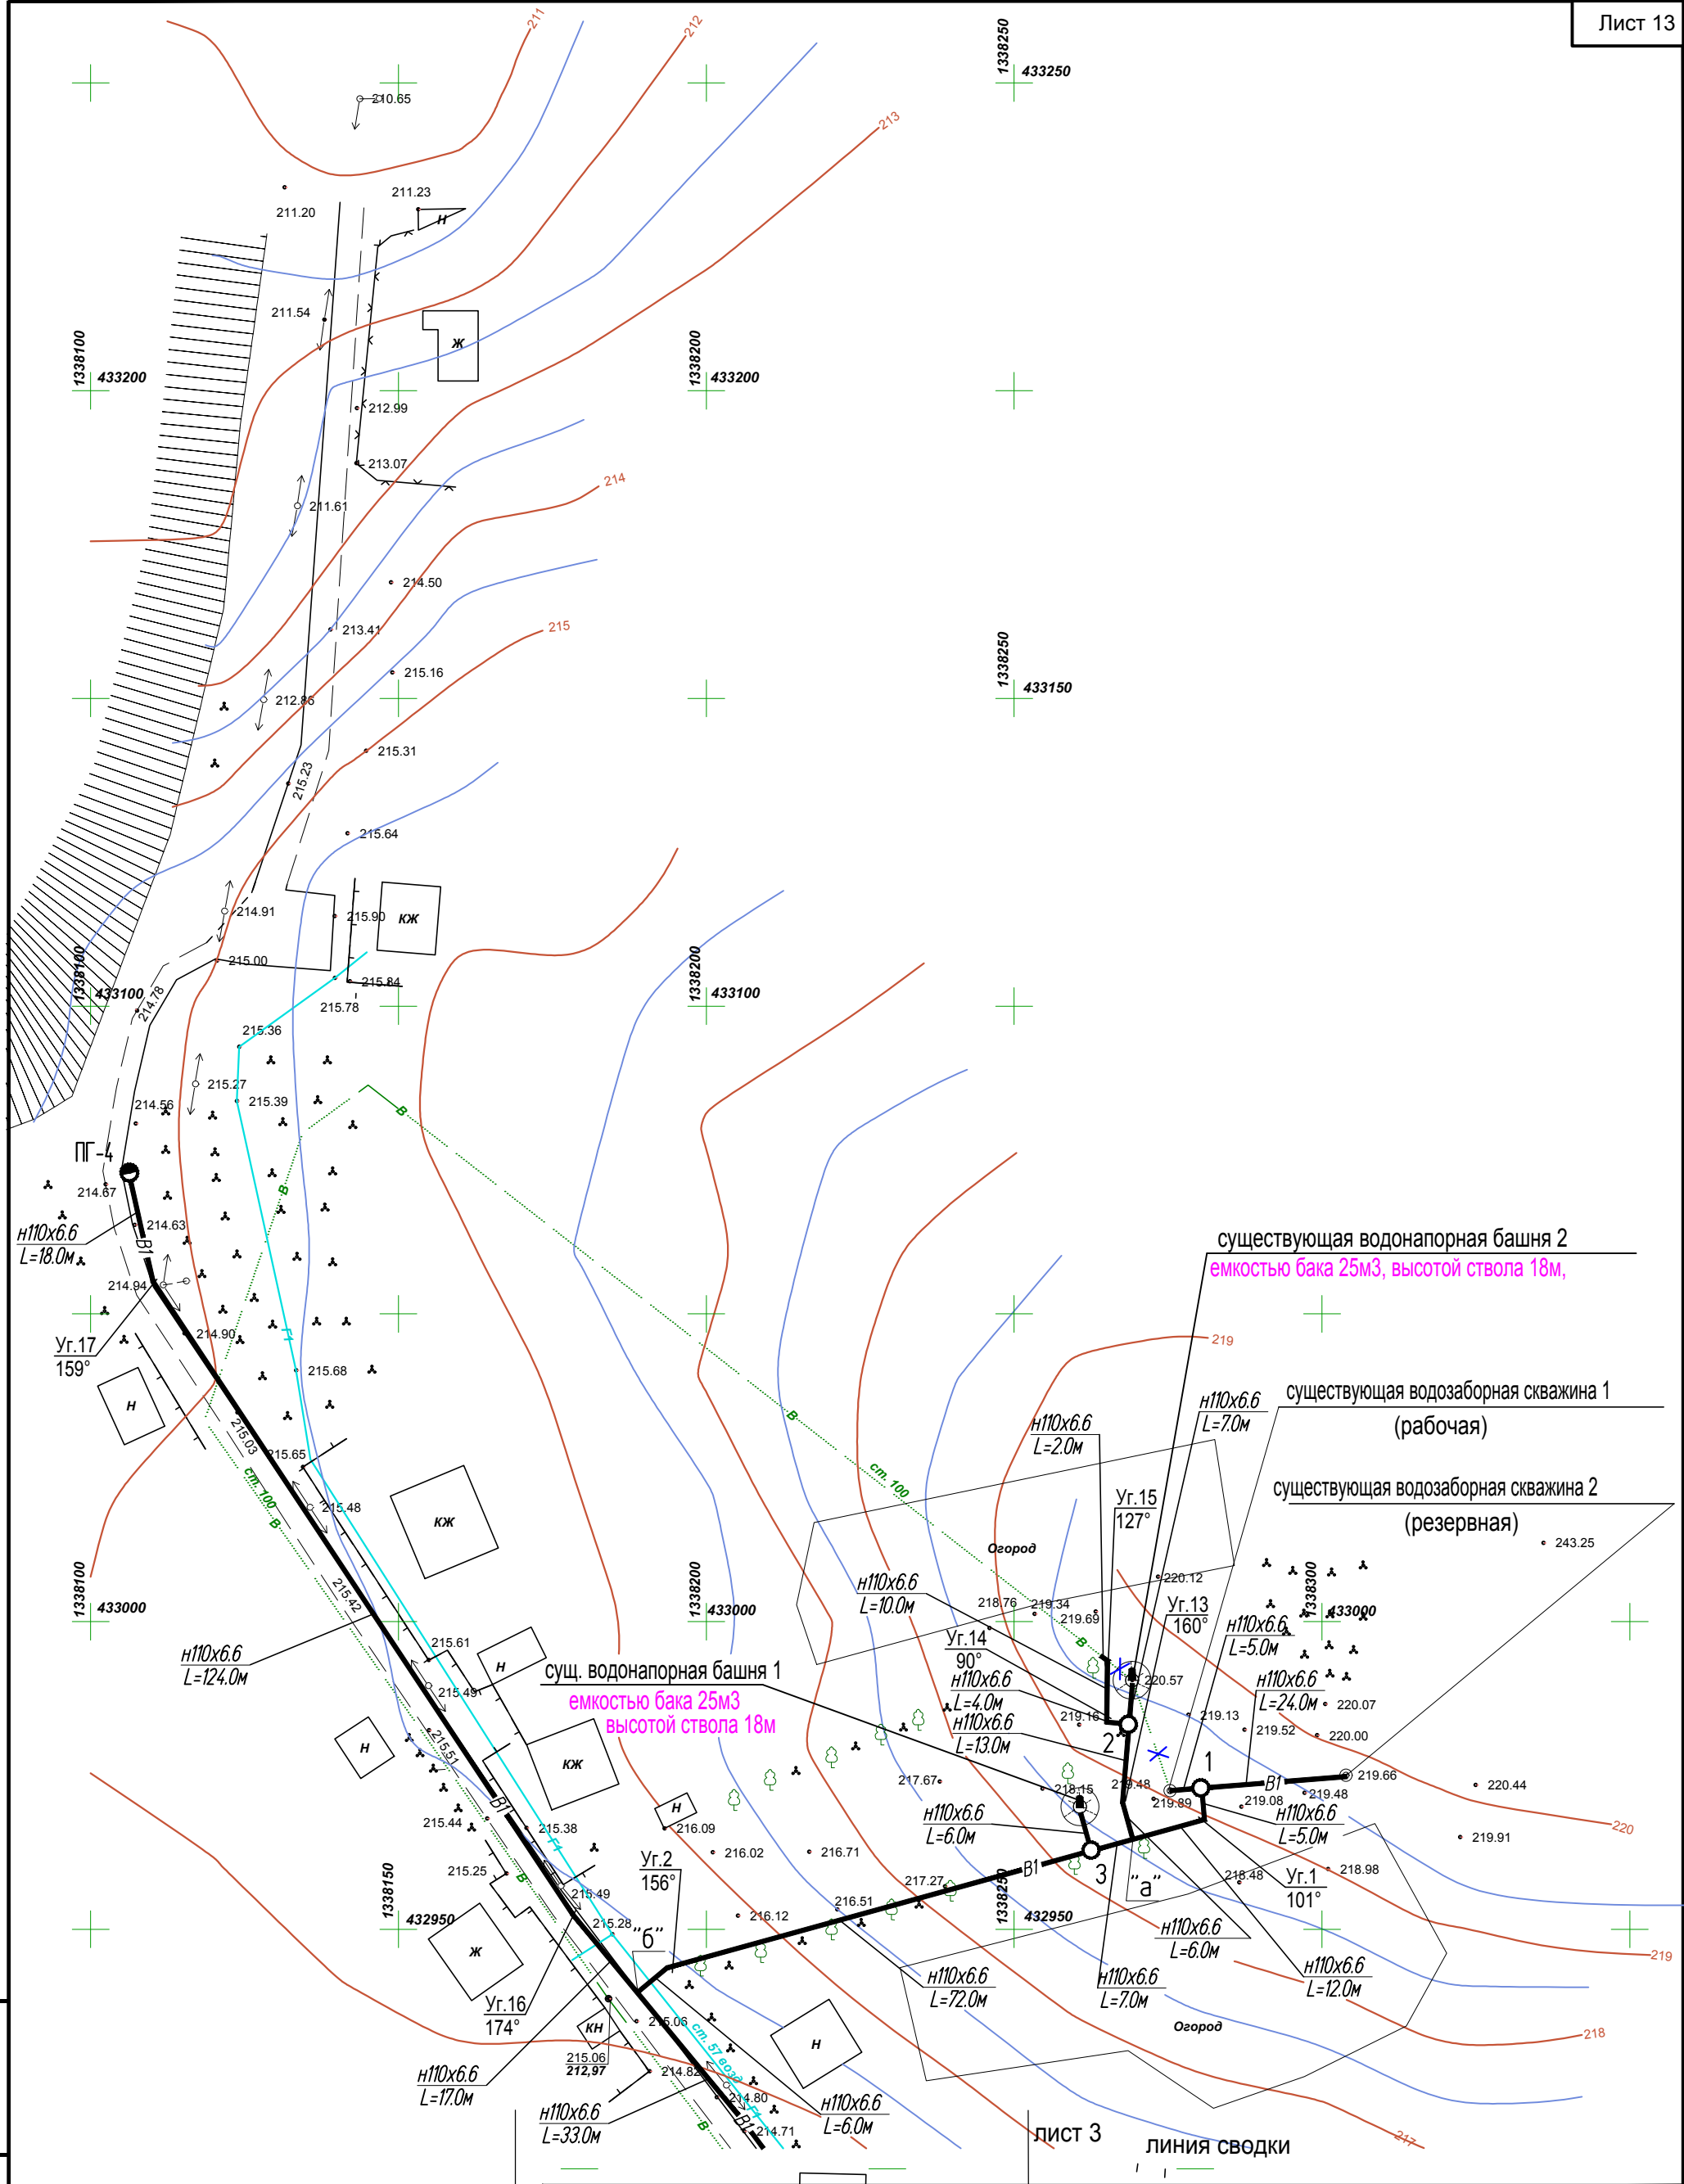 Лист 13
211
212
1338250
433250
210.65
213
211.20
211.23
Н
211.54
Ж
1338100
433200
1338200
433200
212.99
213.07
214
211.61
214.50
213.41
215
215.16
1338250
433150
212.86
215.31
215.23
215.64
214.91
215.90
КЖ
215.00
215.84
1338100
433100
214.78
215.78
1338200
433100
215.36
215.27
215.39
214.56
В
ПГ-4
214.67
В
214.63
н110х6.6
L=18.0м
В1
существующая водонапорная башня 2
емкостью бака 25м3, высотой ствола 18м,
214.94
214.90
Г1
219
Уг.17
159°
215.68
Н
существующая водозаборная скважина 1
(рабочая)
н110х6.6
L=7.0м
н110х6.6
L=2.0м
В
215.03
215.65
ст. 100
ст. 100
существующая водозаборная скважина 2
(резервная)
Уг.15
127°
215.48
В
КЖ
Огород
243.25
215.42
н110х6.6
L=10.0м
220.12
1338100
433000
1338200
433000
218.76
219.34
219.69
Уг.13
160°
1338300
433000
Уг.14
90°
н110х6.6
L=5.0м
В
215.61
н110х6.6
L=124.0м
Н
сущ. водонапорная башня 1
емкостью бака 25м3
высотой ствола 18м
н110х6.6
L=4.0м
220.57
н110х6.6
L=24.0м
215.49
220.07
219.16
219.13
219.52
220.00
н110х6.6
L=13.0м
2
215.51
Н
КЖ
1
217.67
218.15
219.48
В1
219.66
220.44
219.89
219.08
219.48
В1
Н
215.44
215.38
216.09
н110х6.6
L=6.0м
н110х6.6
L=5.0м
220
219.91
Г1
216.02
216.71
3
"а"
Уг.2
156°
В1
218.48
218.98
Уг.1
101°
215.25
В
215.49
217.27
1338150
432950
216.51
1338250
432950
215.28
216.12
"б"
н110х6.6
L=6.0м
219
Ж
н110х6.6
L=72.0м
н110х6.6
L=7.0м
н110х6.6
L=12.0м
Уг.16
174°
КН
215.06
ст. 57 возд
Н
Огород
218
215.06
212,97
214.82
н110х6.6
L=17.0м
214.80
н110х6.6
L=6.0м
н110х6.6
L=33.0м
Г1
В
В1
214.71
лист 3
линия сводки
217